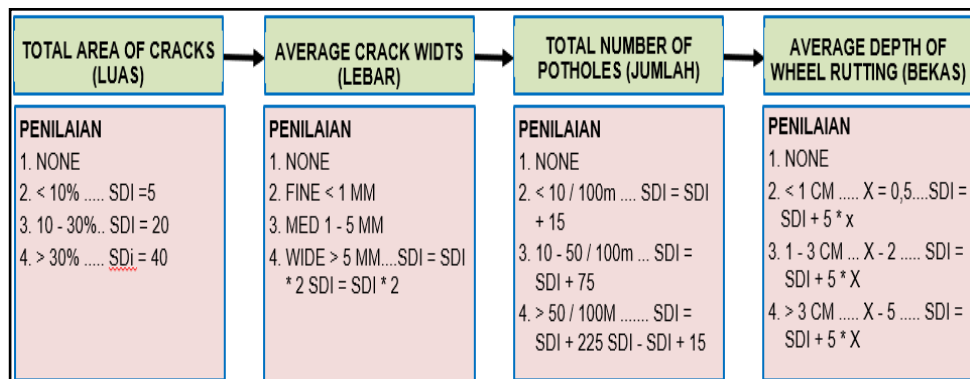 TOTAL AREA OF CRACKS
(LUAS)
PENILAIAN
1. NONE
2. < 10% ..... SDI =5
3. 10 - 30%.. SDI = 20
4. > 30% ..... SDi = 40
AVERAGE CRACK WIDTS
(LEBAR)
PENILAIAN
1. NONE
2. FINE < 1 MM
3. MED 1 - 5 MM
4. WIDE > 5 MM....SDI = SDI
* 2 SDI = SDI * 2
TOTAL NUMBER OF
POTHOLES (JUMLAH)
PENILAIAN
1. NONE
2. < 10 / 100m .... SDI = SDI
+ 15
3. 10 - 50 / 100m ... SDI =
SDI + 75
4. > 50 / 100M ....... SDI =
SDI + 225 SDI - SDI + 15
AVERAGE DEPTH OF
WHEEL RUTTING (BEKAS)
PENILAIAN
1. NONE
2. < 1 CM ..... X = 0,5....SDI =
SDI + 5 * x
3. 1 - 3 CM ... X - 2 ..... SDI =
SDI + 5 * X
4. > 3 CM ..... X - 5 ..... SDI =
SDI + 5 * X